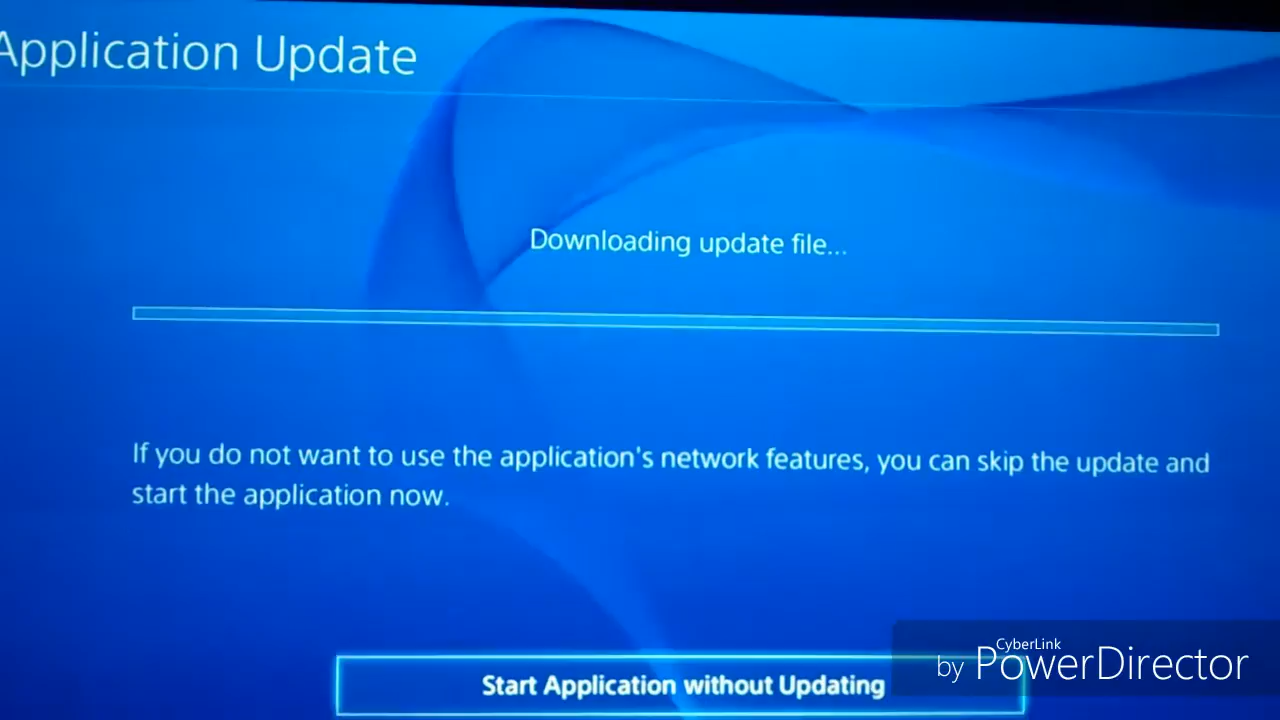 Application Update
Downloading update file...
If you do not want to use the application's network features, you can skip the update and
start the application now.
Start Application without Updating
CyberLink
by PowerDirector